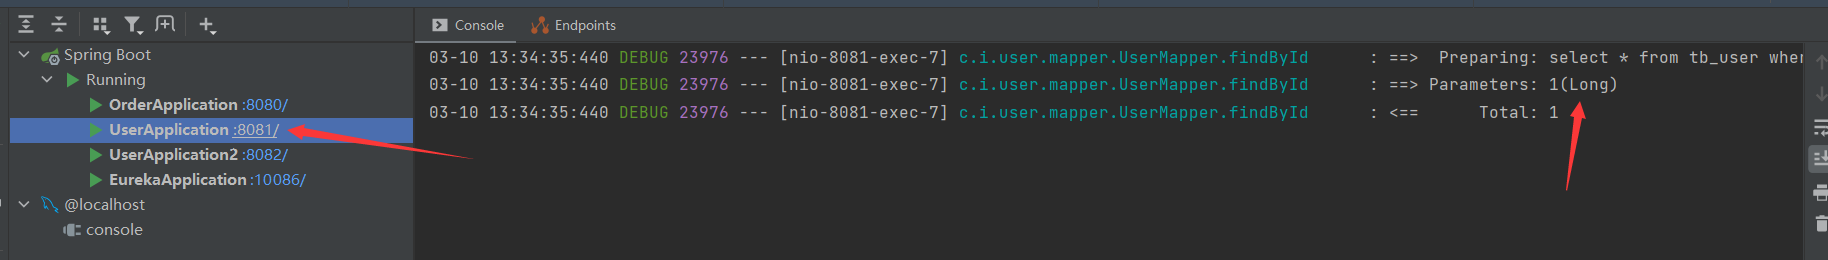 Console
Endpoints
Spring Boot
Running
OrderApplication :8080/
UserApplication :8081/
UserApplication2 :8082/
EurekaApplication :10086/
@localhost
console
03-10 13:34:35:440 DEBUG 23976 --- [nio-8081-exec-7] c.i.user.mapper.UserMapper.findById : ==> Preparing: select * from tb_user wher
03-10 13:34:35:440 DEBUG 23976 --- [nio-8081-exec-7] c.i.user.mapper.UserMapper.findById : ==> Parameters: 1(Long)
03-10 13:34:35:440 DEBUG 23976 --- [nio-8081-exec-7] c.i.user.mapper.UserMapper.findById : <== Total: 1